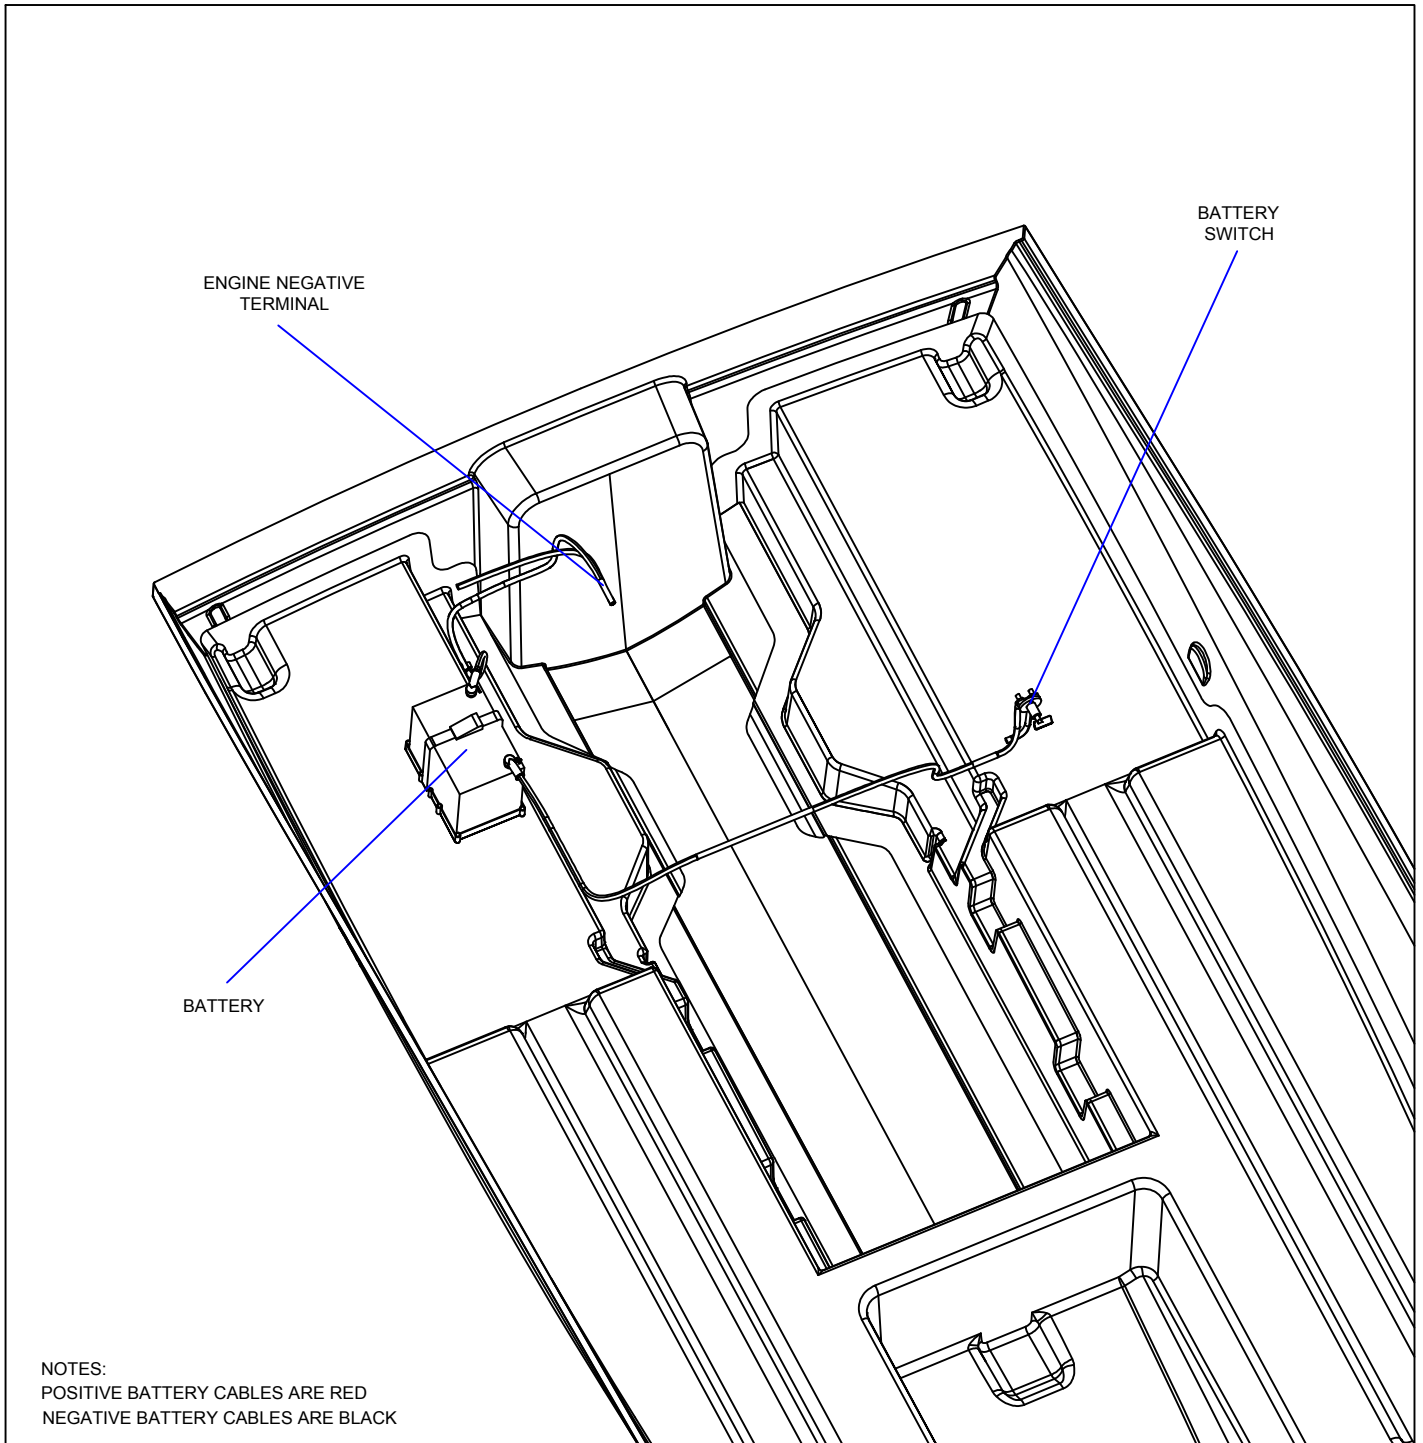 BATTERY
SWITCH
ENGINE NEGATIVE
TERMINAL
BATTERY
NOTES:
POSITIVE BATTERY CABLES ARE RED
NEGATIVE BATTERY CABLES ARE BLACK